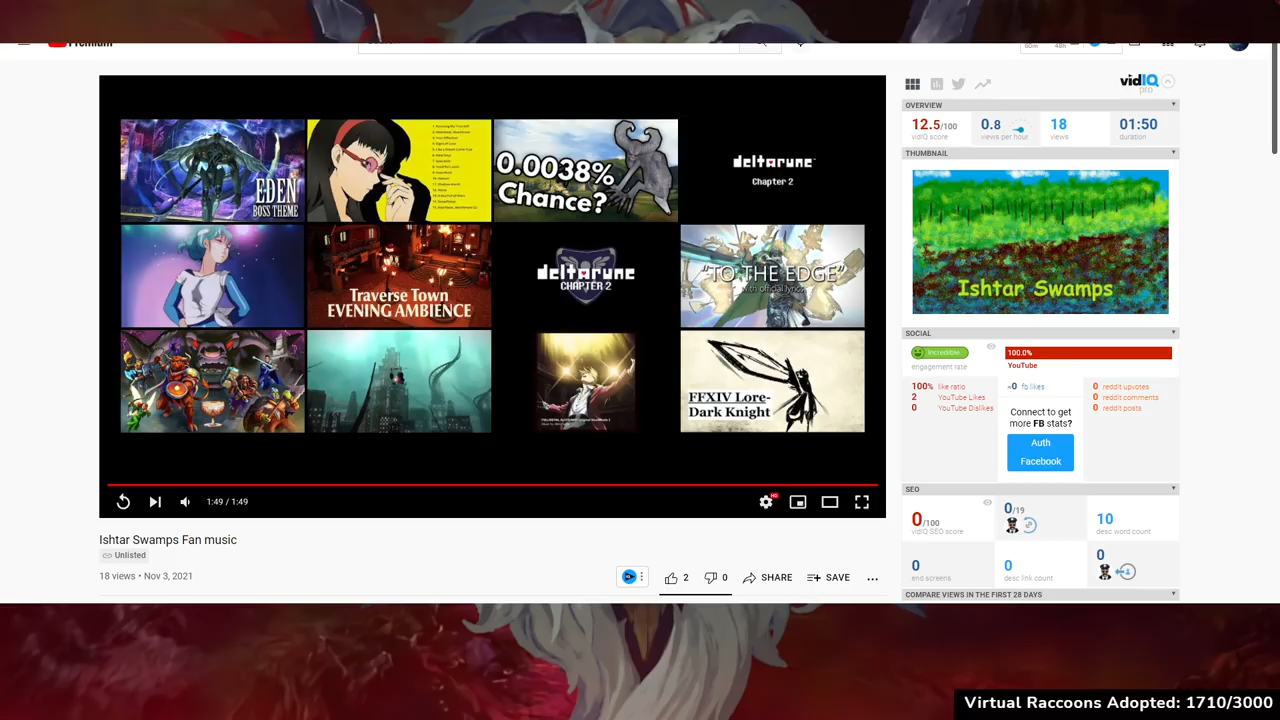 Premium
60m 48h
EDEN
BOSS THEME
0.0038%
Chance?
deltarune
Chapter 2
Traverse Town
EVENING AMBIENCE
deltarune
CHAPTER 2
"TO THE EDGE"
with official lyrics
FFXIV Lore-
Dark Knight
1:49 / 1:49
HD
Ishtar Swamps Fan music
Unlisted
18 views • Nov 3, 2021
2
0
SHARE
SAVE
vidIQ
pro
OVERVIEW
12.5/100
vidIQ score
0.8
views per hour
18
views
01:50
duration
THUMBNAIL
Ishtar Swamps
SOCIAL
Incredible
engagement rate
100.0%
YouTube
100% like ratio
2 YouTube Likes
0 YouTube Dislikes
~0 fb likes
Connect to get
more FB stats?
Auth
Facebook
0 reddit upvotes
0 reddit comments
0 reddit posts
SEO
0/100
vidIQ SEO score
0/19
10
desc word count
0
end screens
0
desc link count
0
COMPARE VIEWS IN THE FIRST 28 DAYS
Virtual Raccoons Adopted: 1710/3000